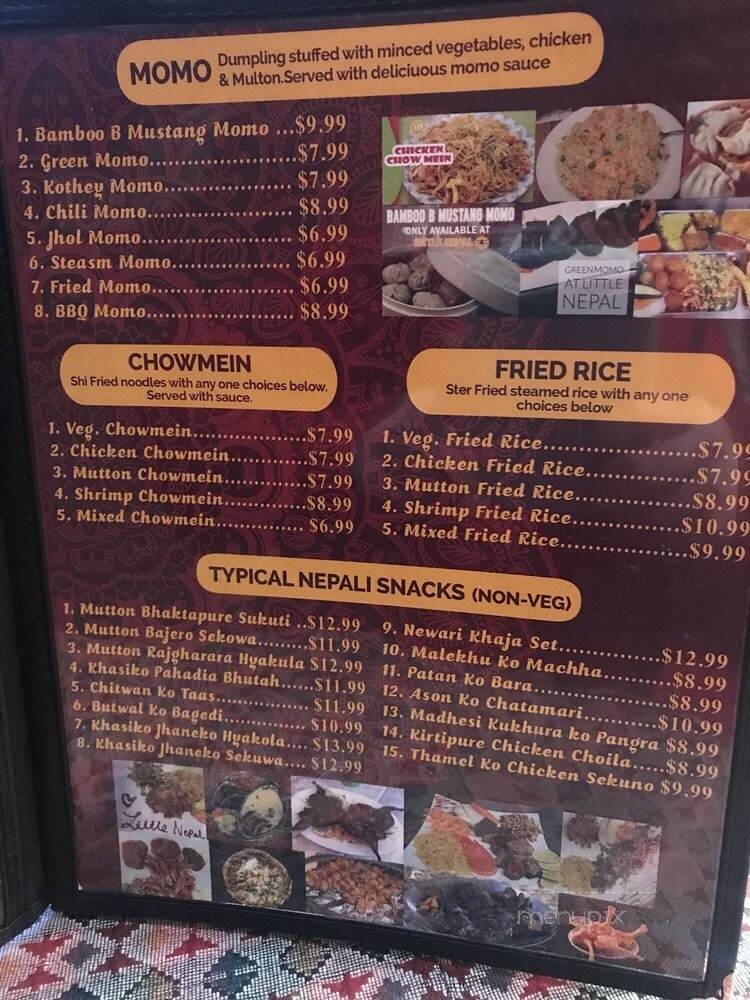 MOMO Dumpling stuffed with minced vegetables, chicken
& Multon.Served with deliciuous momo sauce
1. Bamboo B Mustang Momo ...$9.99
2. Green Momo......................$7.99
3. Kothey Momo................... $7.99
4. Chili Momo...................... $8.99
5. Jhol Momo....................... $6.99
6. Steasm Momo.................. $6.99
7. Fried Momo..................... $6.99
8. BBQ Momo...................... $8.99
CHICKEN
CHOW MEIN
BAMBOO B MUSTANG MOMO
ONLY AVAILABLE AT
LITTLE NEPAL
GREENMOMO
AT LITTLE
NEPAL
CHOWMEIN
Shi Fried noodles with any one choices below.
Served with sauce.
1. Veg. Chowmein.................$7.99
2. Chicken Chowmein............$7.99
3. Mutton Chowmein.............$7.99
4. Shrimp Chowmein.............$8.99
5. Mixed Chowmein.............. $6.99
FRIED RICE
Ster Fried steamed rice with any one
choices below
1. Veg. Fried Rice.......................$7.99
2. Chicken Fried Rice.................$7.99
3. Mutton Fried Rice..................$8.99
4. Shrimp Fried Rice.................$10.99
5. Mixed Fried Rice...................$9.99
TYPICAL NEPALI SNACKS (NON-VEG)
1. Mutton Bhaktapure Sukuti ..$12.99
2. Mutton Bajero Sekowa........$11.99
3. Mutton Rajgharara Hyakula $12.99
4. Khasiko Pahadia Bhutah.....$11.99
5. Chitwan Ko Taas..............$11.99
6. Butwal Ko Bagedi.............$10.99
7. Khasiko Jhaneko Hyakola.... $13.99
8. Khasiko Jhaneko Sekuwa.... $12.99
9. Newari Khaja Set.............$12.99
10. Malekhu Ko Machha.........$8.99
11. Patan Ko Bara..................$8.99
12. Ason Ko Chatamari..........$10.99
13. Madhesi Kukhura ko Pangra $8.99
14. Kirtipure Chicken Choila.....$8.99
15. Thamel Ko Chicken Sekuno $9.99
Little Nepal
menupix